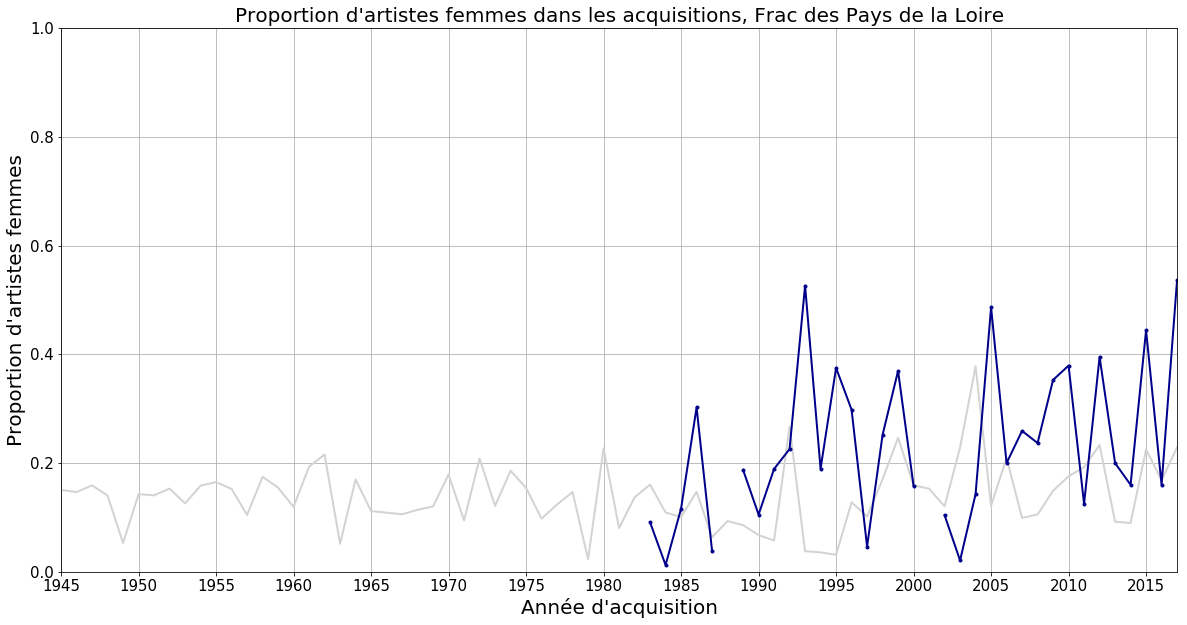 Proportion d'artistes femmes dans les acquisitions, Frac des Pays de la Loire
1.0
0.8
0.6
0.4
0.2
0.0
Proportion d'artistes femmes
1945 1950 1955 1960 1965 1970 1975 1980 1985 1990 1995 2000 2005 2010 2015
Année d'acquisition